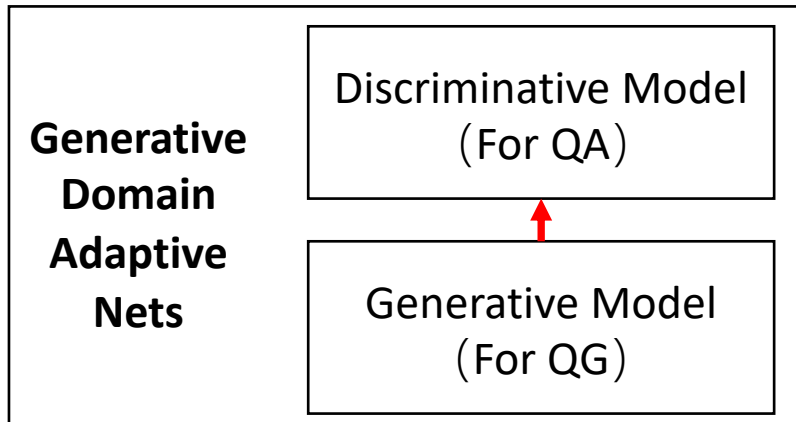 Generative
Domain
Adaptive
Nets
Discriminative Model
（For QA）
Generative Model
（For QG）